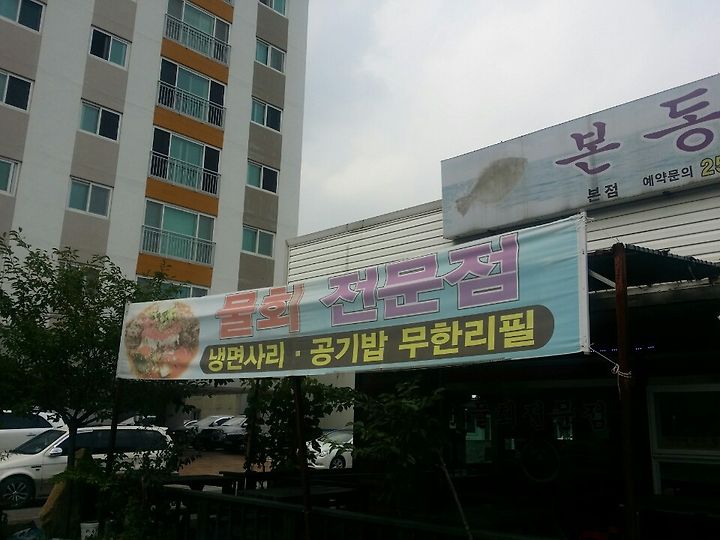 본동
본점 예약문의 25
물회 전문점
냉면사리 · 공기밥 무한리필